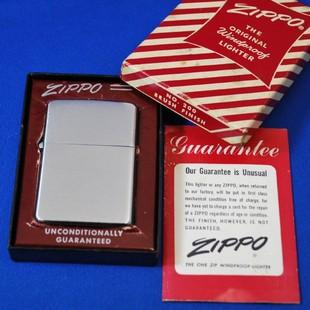 ZIPPO
THE
ORIGINAL
Windproof
LIGHTER
NO. 200
BRUSH FINISH
ZIPPO
UNCONDITIONALLY
GUARANTEED
Guarantee
Our Guarantee is Unusual
This lighter or any ZIPPO, when returned
to our factory, will be put in first class
mechanical condition free of charge, for
we have yet to charge a cent for the repair
of a ZIPPO regardless of age or condition.
THE FINISH, HOWEVER, IS NOT
GUARANTEED.
ZIPPO
THE ONE ZIP WINDPROOF LIGHTER